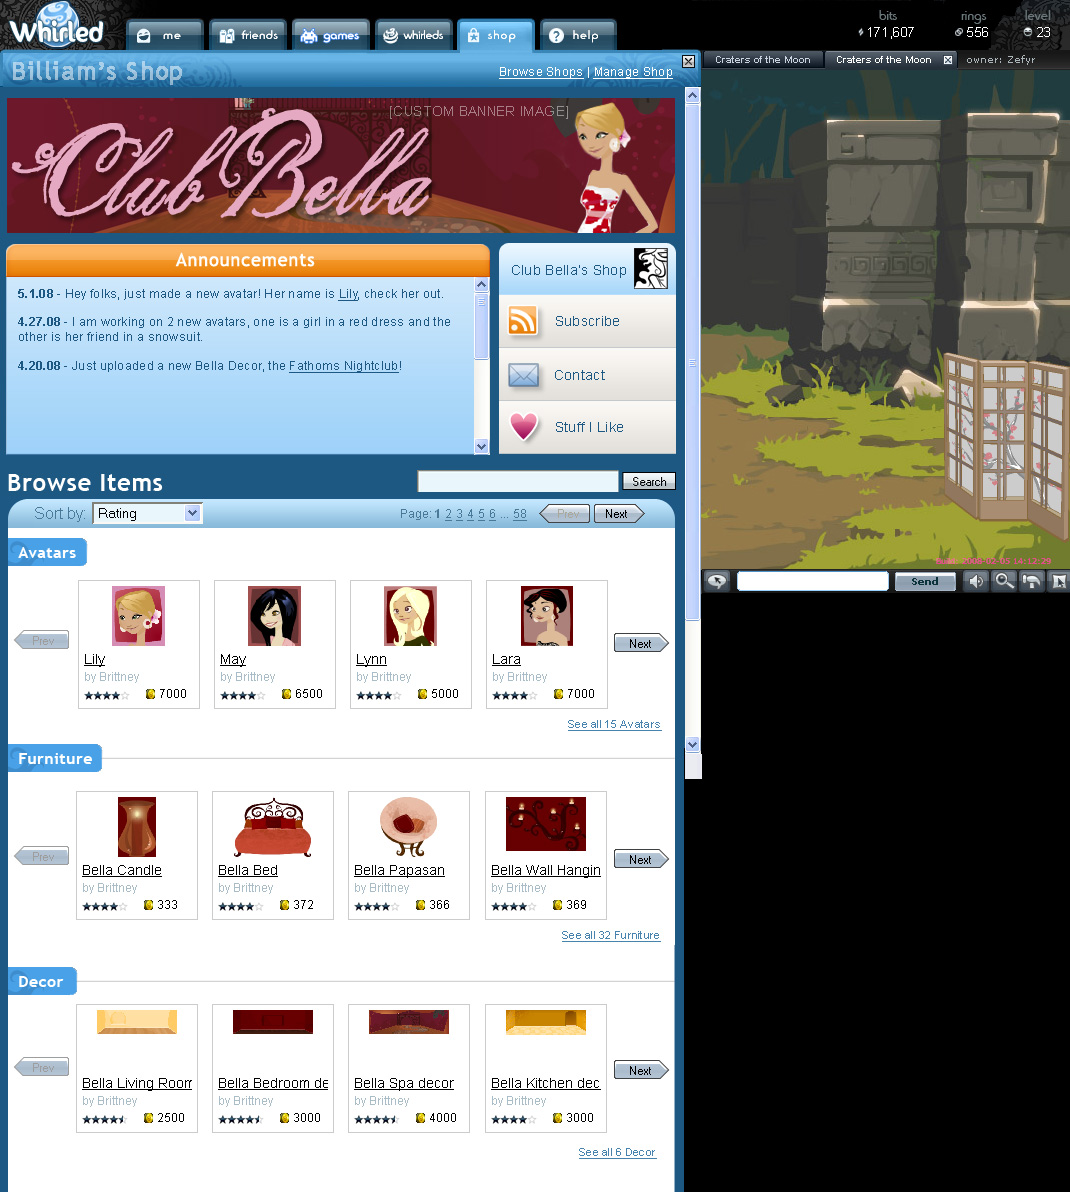 Whirled
me
friends
games
whirleds
shop
help
bits
171,607
rings
556
level
23
Billiam's Shop
Browse Shops | Manage Shop
Craters of the Moon
Craters of the Moon
owner: Zefyr
[CUSTOM BANNER IMAGE]
Club Bella
Announcements
5.1.08 - Hey folks, just made a new avatar! Her name is Lily, check her out.
4.27.08 - I am working on 2 new avatars, one is a girl in a red dress and the
other is her friend in a snowsuit.
4.20.08 - Just uploaded a new Bella Decor, the Fathoms Nightclub!
Club Bella's Shop
Subscribe
Contact
Stuff I Like
Browse Items
Search
Sort by: Rating
Page: 1 2 3 4 5 6 ... 58
Prev
Next
Send
Avatars
Prev
Lily
by Brittney
7000
May
by Brittney
6500
Lynn
by Brittney
5000
Lara
by Brittney
7000
Next
See all 15 Avatars
Furniture
Prev
Bella Candle
by Brittney
333
Bella Bed
by Brittney
372
Bella Papasan
by Brittney
366
Bella Wall Hangin
by Brittney
369
Next
See all 32 Furniture
Decor
Prev
Bella Living Room
by Brittney
2500
Bella Bedroom de
by Brittney
3000
Bella Spa decor
by Brittney
4000
Bella Kitchen dec
by Brittney
3000
Next
See all 6 Decor